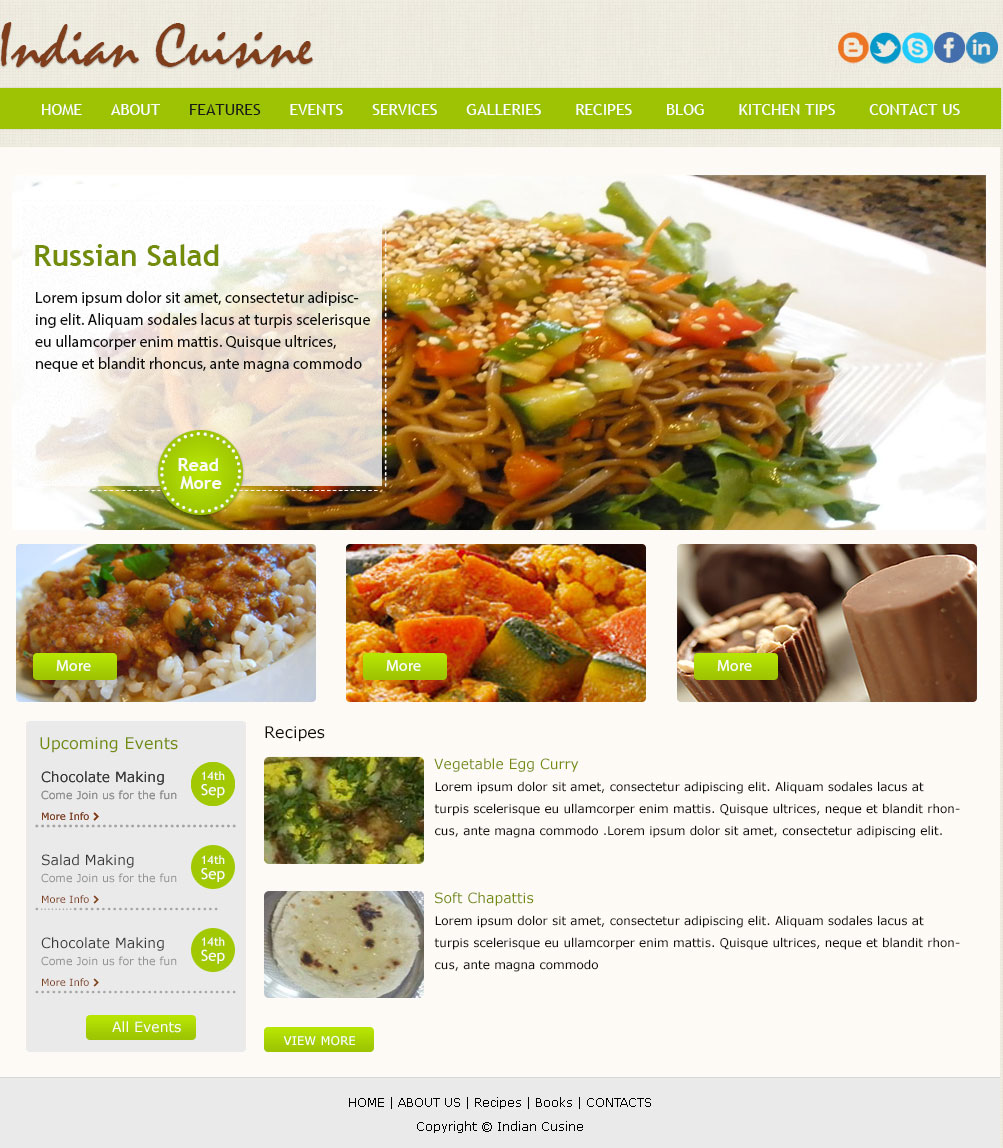 Indian Cuisine
HOME ABOUT FEATURES EVENTS SERVICES GALLERIES RECIPES BLOG KITCHEN TIPS CONTACT US
Russian Salad
Lorem ipsum dolor sit amet, consectetur adipisc-
ing elit. Aliquam sodales lacus at turpis scelerisque
eu ullamcorper enim mattis. Quisque ultrices,
neque et blandit rhoncus, ante magna commodo
Read
More
More
More
More
Upcoming Events
Chocolate Making
Come Join us for the fun
More Info
14th
Sep
Salad Making
Come Join us for the fun
More Info
14th
Sep
Chocolate Making
Come Join us for the fun
More Info
14th
Sep
All Events
Recipes
Vegetable Egg Curry
Lorem ipsum dolor sit amet, consectetur adipiscing elit. Aliquam sodales lacus at
turpis scelerisque eu ullamcorper enim mattis. Quisque ultrices, neque et blandit rhon-
cus, ante magna commodo .Lorem ipsum dolor sit amet, consectetur adipiscing elit.
Soft Chapattis
Lorem ipsum dolor sit amet, consectetur adipiscing elit. Aliquam sodales lacus at
turpis scelerisque eu ullamcorper enim mattis. Quisque ultrices, neque et blandit rhon-
cus, ante magna commodo
VIEW MORE
HOME | ABOUT US | Recipes | Books | CONTACTS
Copyright © Indian Cusine